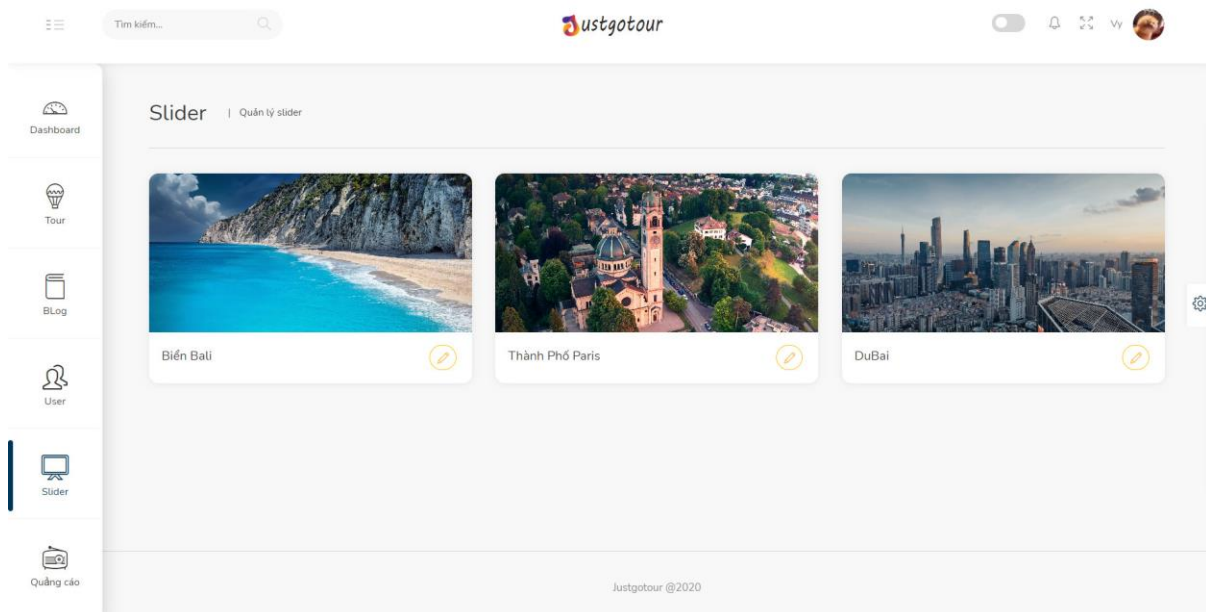 Tìm kiếm...
Justgotour
Vy
Dashboard
Tour
BLog
User
Slider
Quảng cáo
Slider | Quản lý slider
Biển Bali
Thành Phố Paris
DuBai
Justgotour @2020